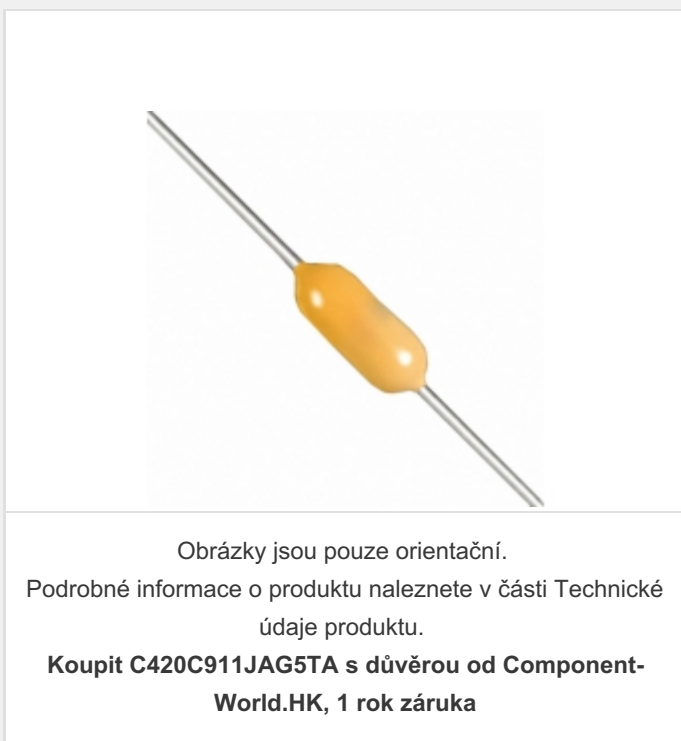 Obrázky jsou pouze orientační.
Podrobné informace o produktu naleznete v části Technické
údaje produktu.
Koupit C420C911JAG5TA s důvěrou od Component-
World.HK, 1 rok záruka